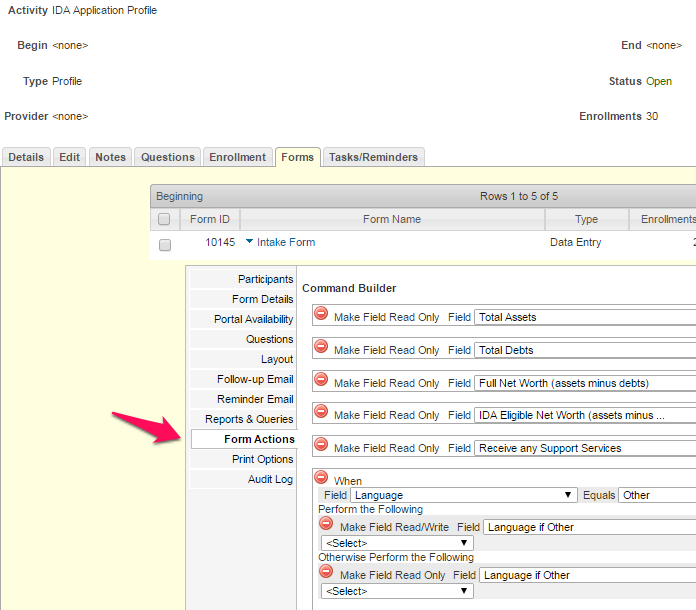 Activity IDA Application Profile
Begin <none> End <none>
Type Profile Status Open
Provider <none> Enrollments 30
Details Edit Notes Questions Enrollment Forms Tasks/Reminders
Beginning Rows 1 to 5 of 5
Form ID Form Name Type Enrollments
10145 Intake Form Data Entry
Participants
Form Details
Portal Availability
Questions
Layout
Follow-up Email
Reminder Email
Reports & Queries
Form Actions
Print Options
Audit Log
Command Builder
Make Field Read Only Field Total Assets
Make Field Read Only Field Total Debts
Make Field Read Only Field Full Net Worth (assets minus debts)
Make Field Read Only Field IDA Eligible Net Worth (assets minus ...
Make Field Read Only Field Receive any Support Services
When
Field Language Equals Other
Perform the Following
Make Field Read/Write Field Language if Other
<Select>
Otherwise Perform the Following
Make Field Read Only Field Language if Other
<Select>